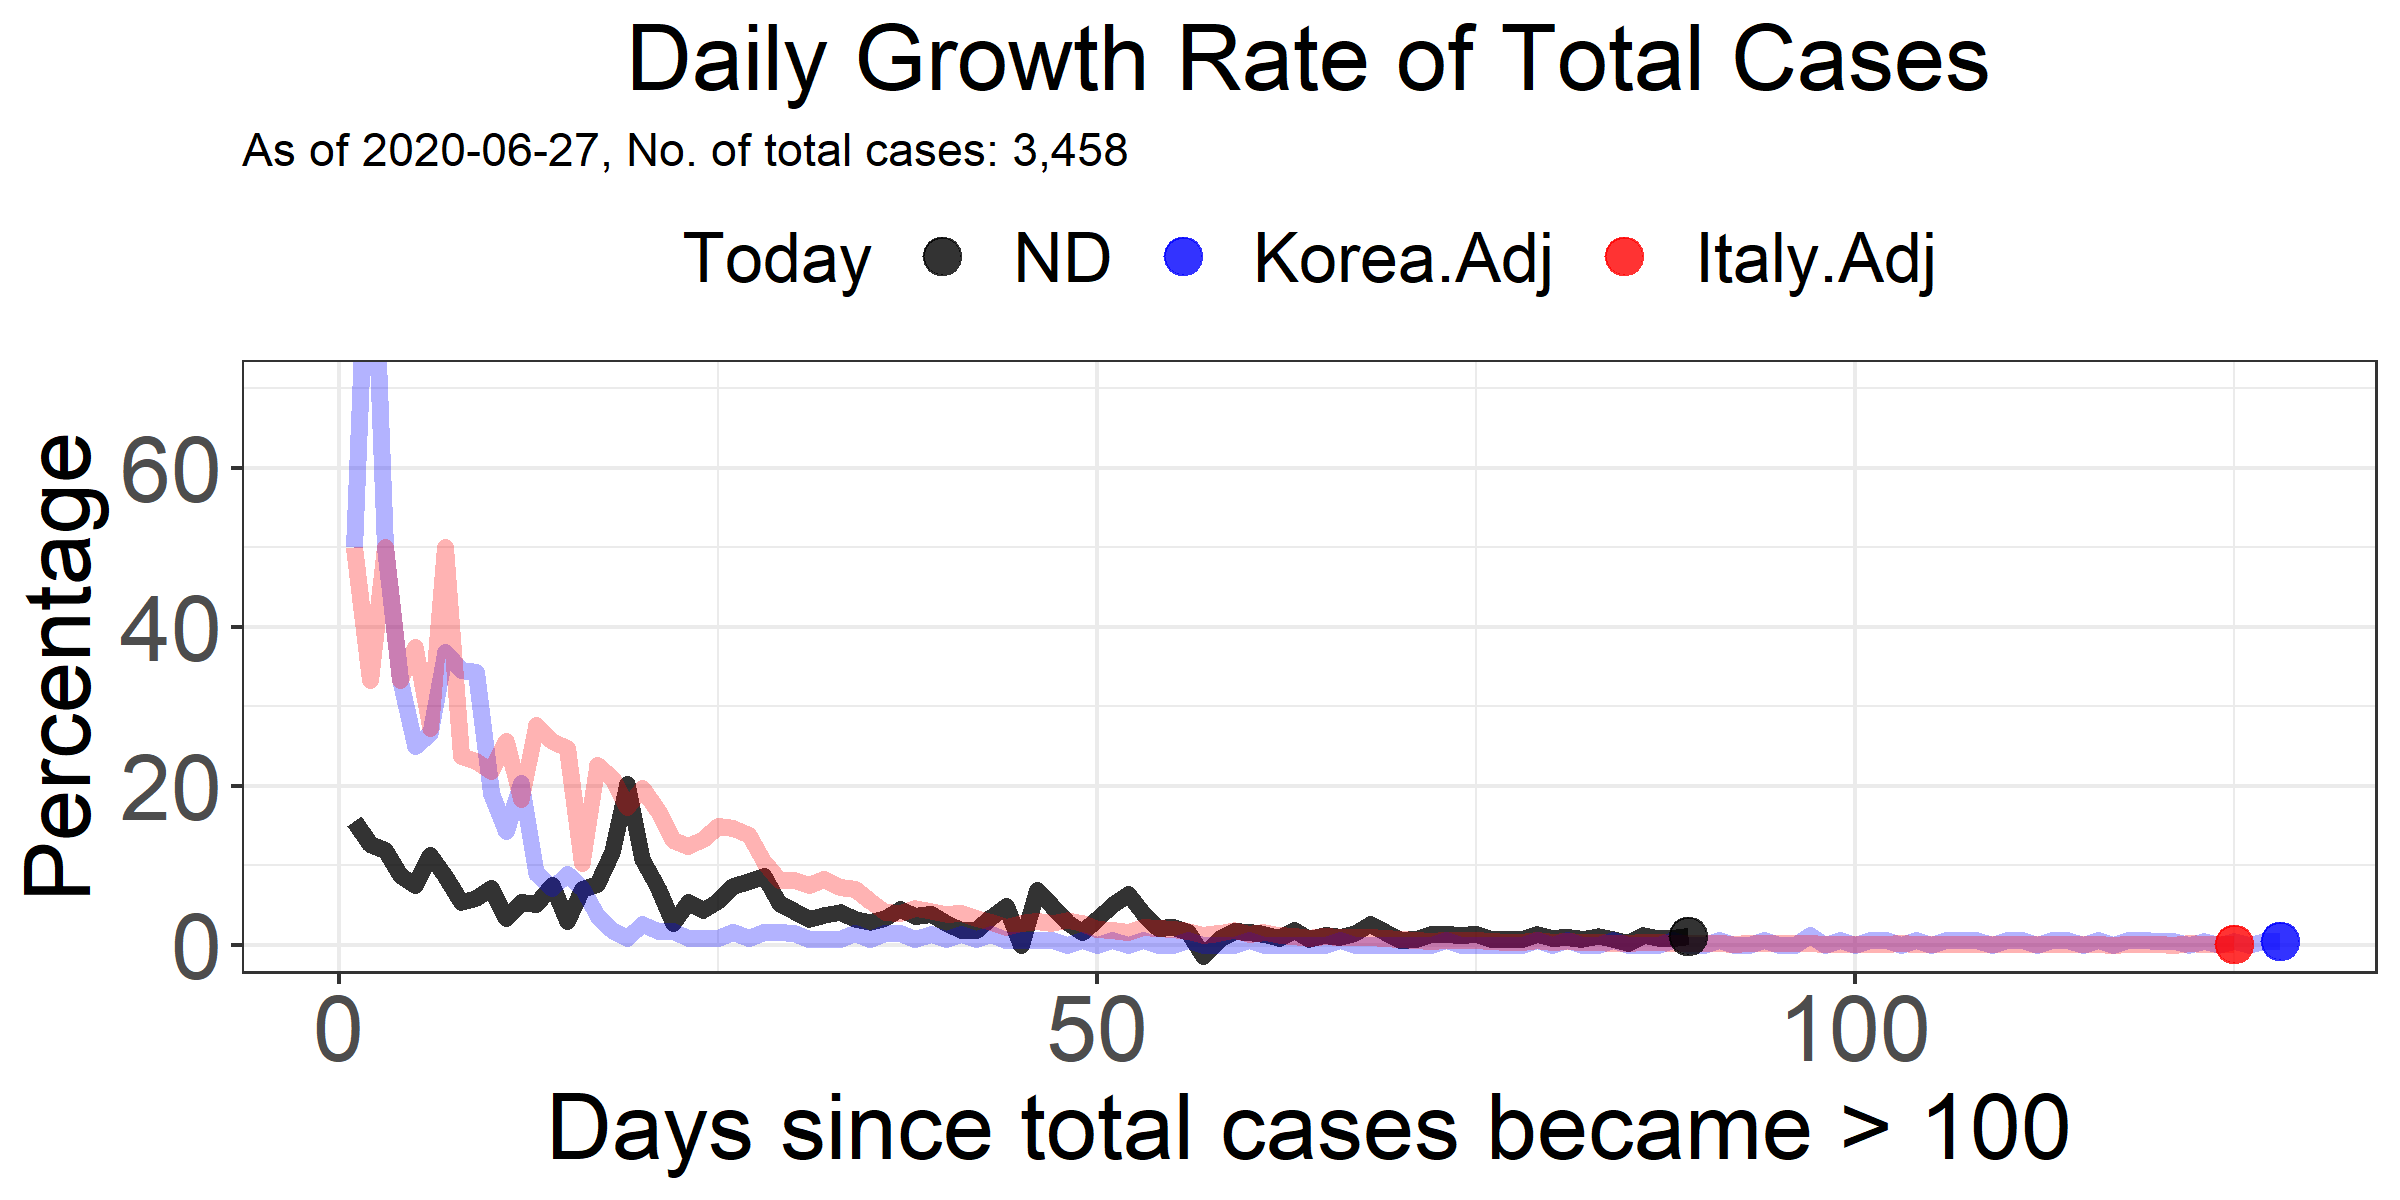 Daily Growth Rate of Total Cases
As of 2020-06-27, No. of total cases: 3,458
Today ND Korea.Adj Italy.Adj
Percentage
60
40
20
0
0 50 100
Days since total cases became > 100